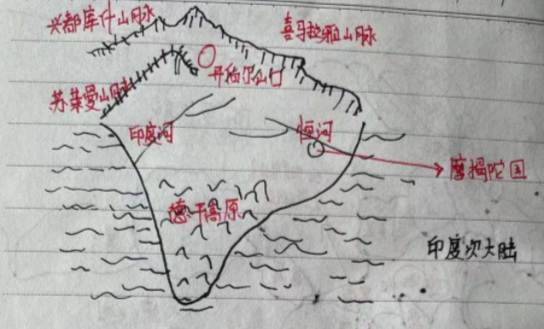 兴都库什山脉
喜马拉雅山脉
开伯尔山口
苏莱曼山脉
印度河
恒河
摩揭陀国
德干高原
印度次大陆